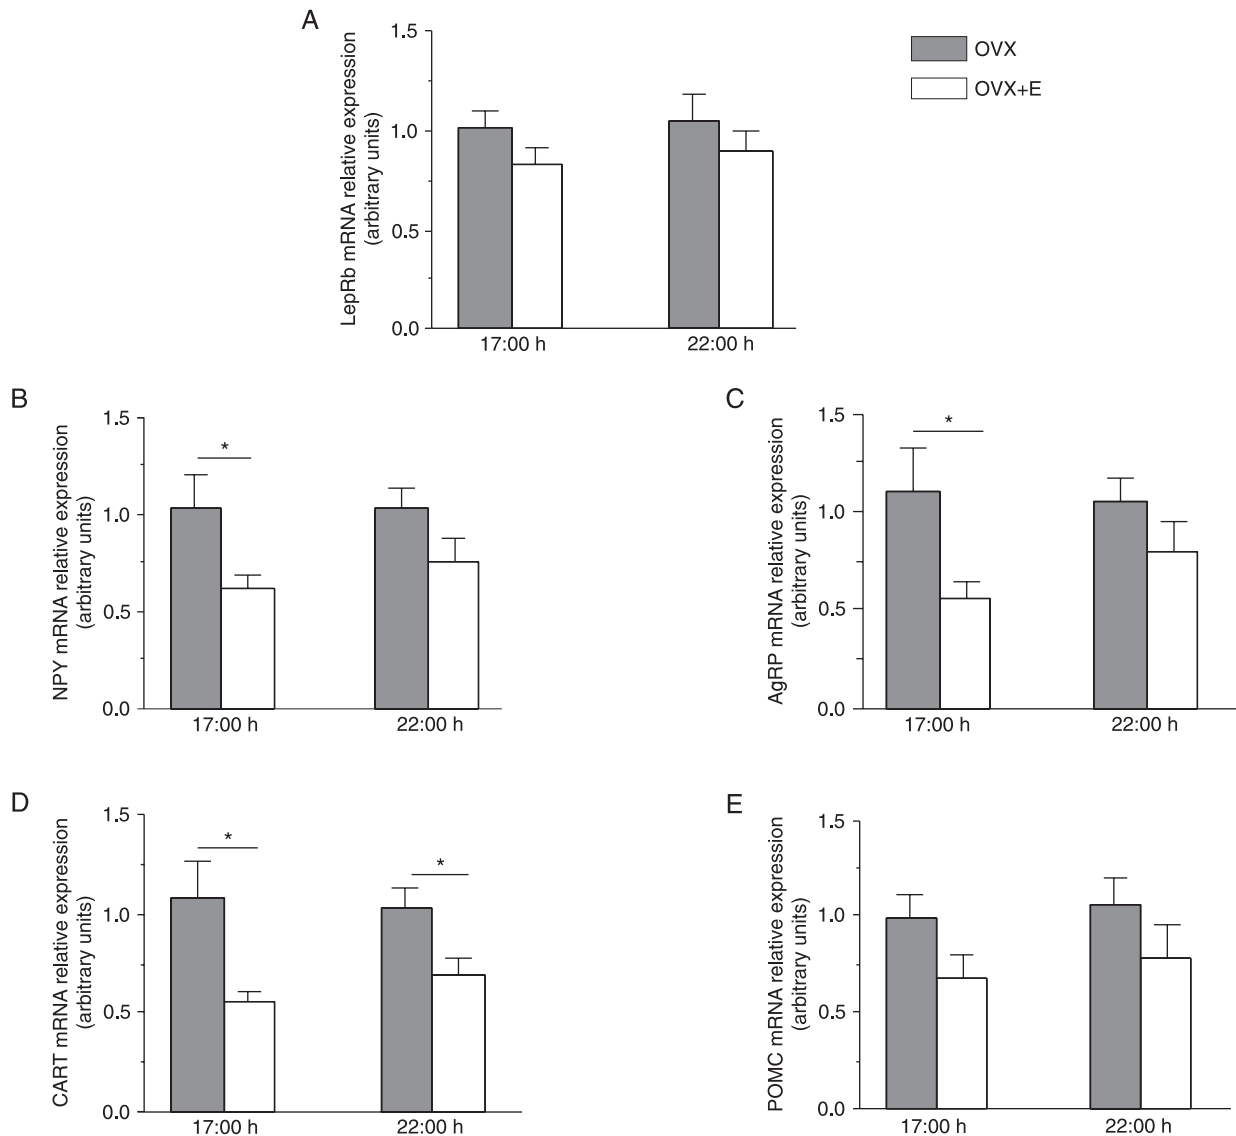 A
LepRb mRNA relative expression
(arbitrary units)
1.5
1.0
0.5
0.0
17:00 h
22:00 h
OVX
OVX+E
B
NPY mRNA relative expression
(arbitrary units)
1.5
1.0
0.5
0.0
*
17:00 h
22:00 h
C
AgRP mRNA relative expression
(arbitrary units)
1.5
1.0
0.5
0.0
*
17:00 h
22:00 h
D
CART mRNA relative expression
(arbitrary units)
1.5
1.0
0.5
0.0
*
*
17:00 h
22:00 h
E
POMC mRNA relative expression
(arbitrary units)
1.5
1.0
0.5
0.0
17:00 h
22:00 h